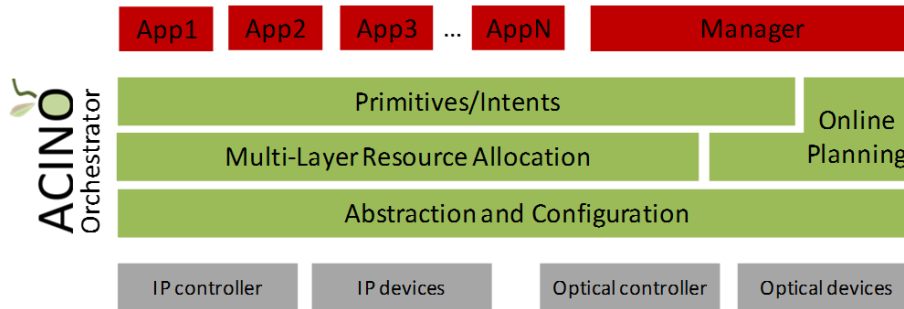 App1 App2 App3 ... AppN Manager
ACINO
Orchestrator
Primitives/Intents
Online
Planning
Multi-Layer Resource Allocation
Abstraction and Configuration
IP controller IP devices Optical controller Optical devices